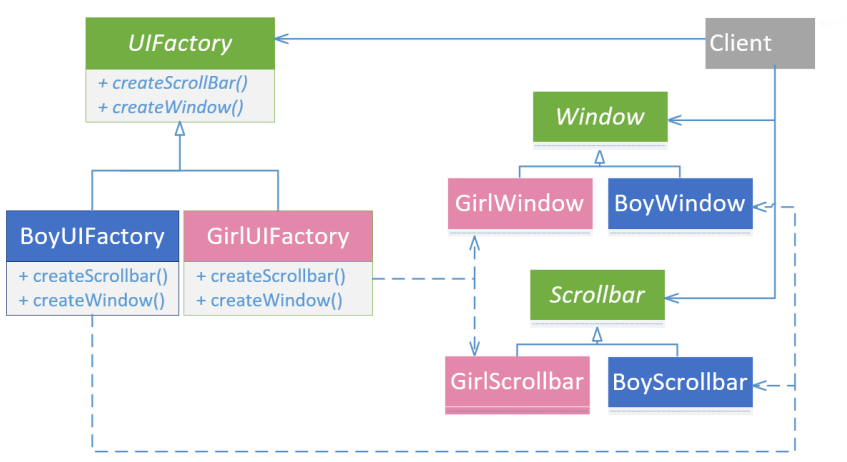 UIFactory
+ createScrollBar()
+ createWindow()
Client
Window
GirlWindow
BoyWindow
BoyUIFactory
+ createScrollbar()
+ createWindow()
GirlUIFactory
+ createScrollbar()
+ createWindow()
Scrollbar
GirlScrollbar
BoyScrollbar